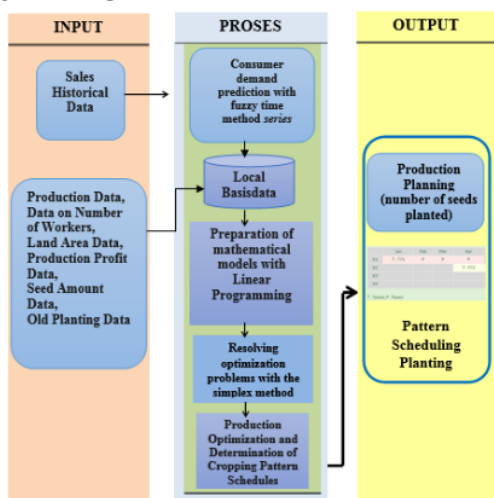 INPUT
Sales
Historical
Data
Production Data,
Data on Number
of Workers,
Land Area Data,
Production Profit
Data,
Seed Amount
Data,
Old Planting Data
PROSES
Consumer
demand
prediction with
fuzzy time
method series
Local
Basisdata
Preparation of
mathematical
models with
Linear
Programming
Resolving
optimization
problems with the
simplex method
Production
Optimization and
Determination of
Cropping Pattern
Schedules
OUTPUT
Production
Planning
(number of seeds
planted)
Pattern
Scheduling
Planting